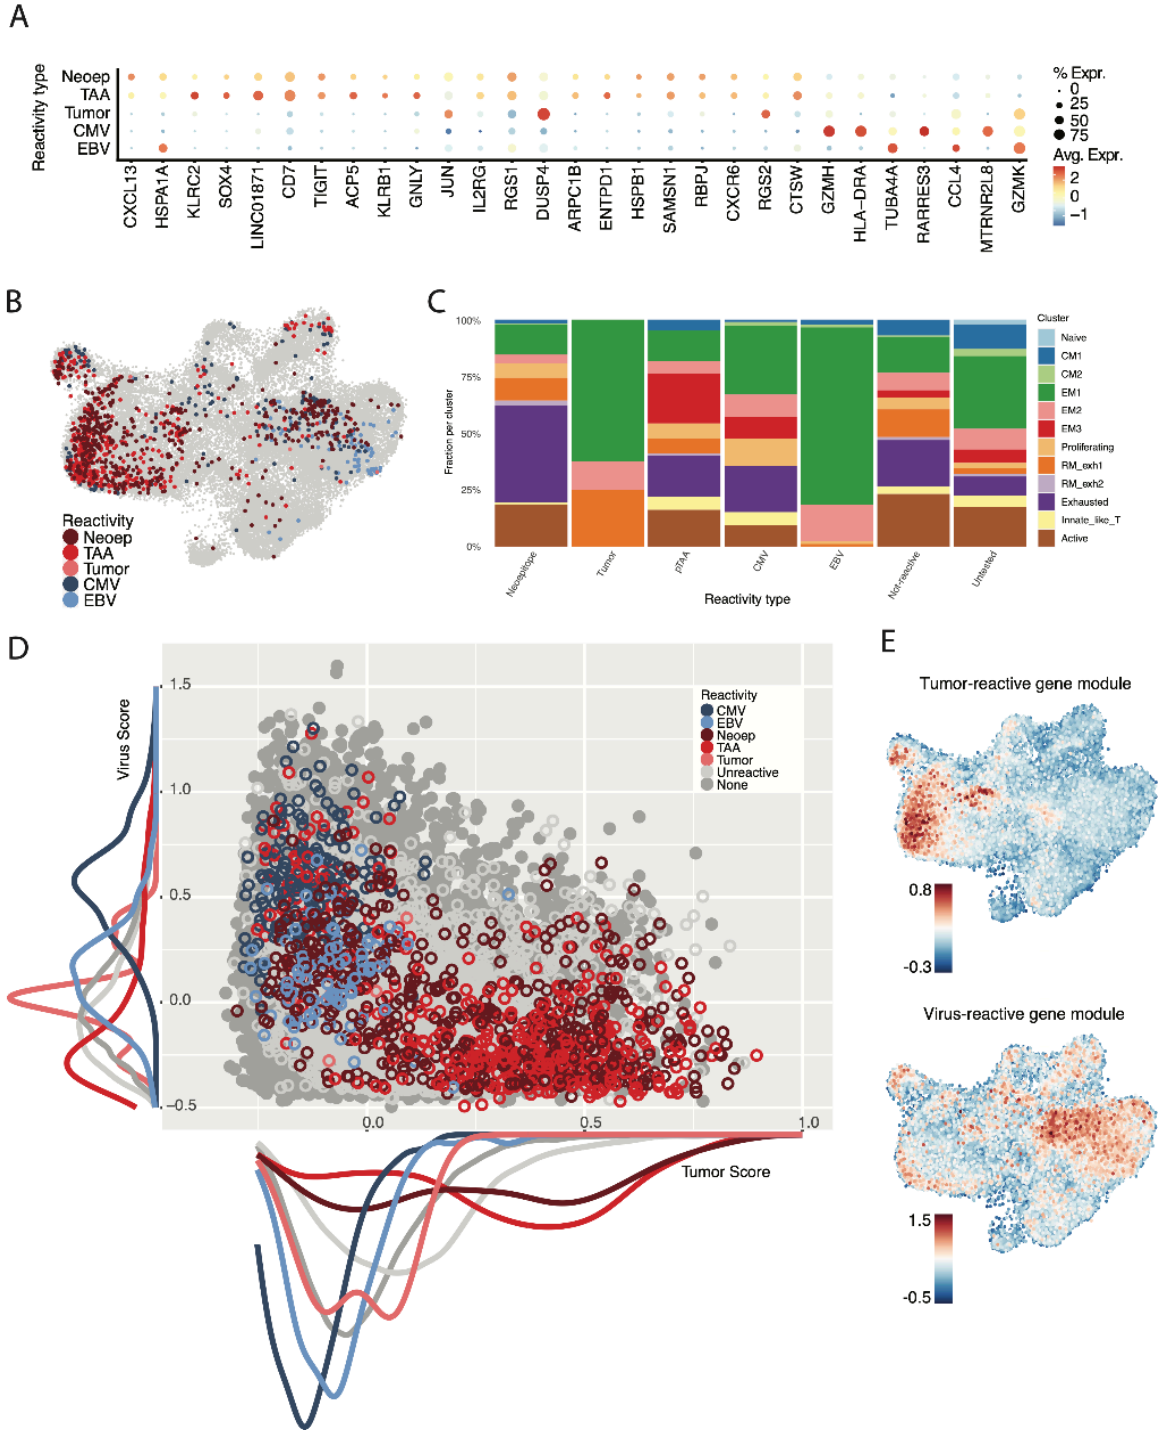 A
Reactivity type
Neoep
TAA
Tumor
CMV
EBV
CXCL13
HSPA1A
KLRC2
SOX4
LINC01871
CD7
TIGIT
ACP5
KLRB1
GNLY
JUN
IL2RG
RGS1
DUSP4
ARPC1B
ENTPD1
HSPB1
SAMSN1
RBPJ
CXCR6
RGS2
CTSW
GZMH
HLA-DRA
TUBA4A
RARRES3
CCL4
MTRNR2L8
GZMK
% Expr.
0
25
50
75
Avg. Expr.
2
0
-1
B
Reactivity
Neoep
TAA
Tumor
CMV
EBV
C
Fraction per cluster
100%
75%
50%
25%
0%
Neoepitope
Tumor
pTAA
CMV
EBV
Not-reactive
Untested
Reactivity type
Cluster
Naive
CM1
CM2
EM1
EM2
EM3
Proliferating
RM_exh1
RM_exh2
Exhausted
Innate_like_T
Active
D
Virus Score
1.5
1.0
0.5
0.0
-0.5
0.0
0.5
1.0
Tumor Score
Reactivity
CMV
EBV
Neoep
TAA
Tumor
Unreactive
None
E
Tumor-reactive gene module
0.8
-0.3
Virus-reactive gene module
1.5
-0.5